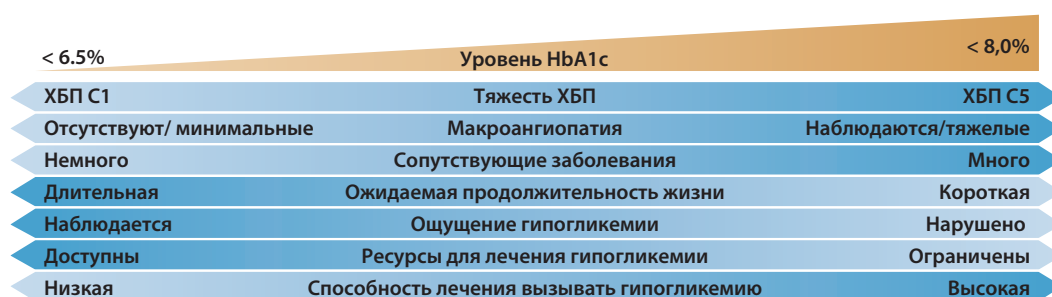 < 6.5% Уровень HbA1c < 8,0%
ХБП С1 Тяжесть ХБП ХБП С5
Отсутствуют/ минимальные Макроангиопатия Наблюдаются/тяжелые
Немного Сопутствующие заболевания Много
Длительная Ожидаемая продолжительность жизни Короткая
Наблюдается Ощущение гипогликемии Нарушено
Доступны Ресурсы для лечения гипогликемии Ограничены
Низкая Способность лечения вызывать гипогликемию Высокая